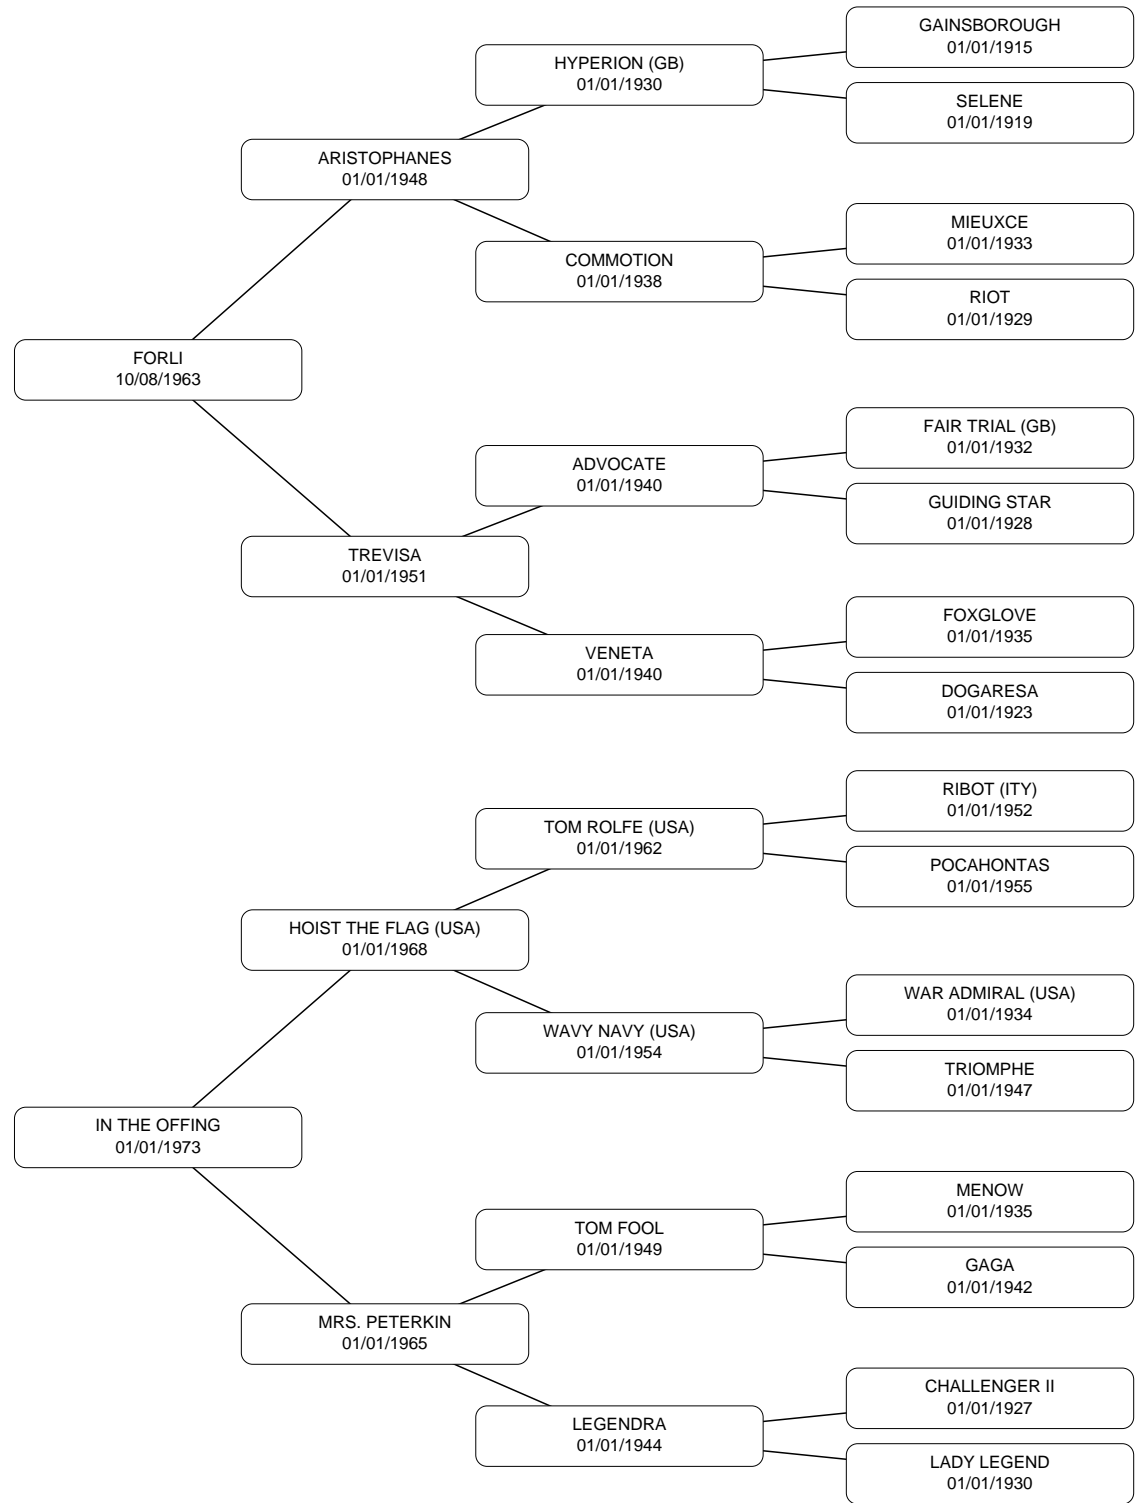 GAINSBOROUGH
01/01/1915
HYPERION (GB)
01/01/1930
SELENE
01/01/1919
ARISTOPHANES
01/01/1948
MIEUXCE
01/01/1933
COMMOTION
01/01/1938
RIOT
01/01/1929
FORLI
10/08/1963
FAIR TRIAL (GB)
01/01/1932
ADVOCATE
01/01/1940
GUIDING STAR
01/01/1928
TREVISA
01/01/1951
FOXGLOVE
01/01/1935
VENETA
01/01/1940
DOGARESA
01/01/1923
RIBOT (ITY)
01/01/1952
TOM ROLFE (USA)
01/01/1962
POCAHONTAS
01/01/1955
HOIST THE FLAG (USA)
01/01/1968
WAR ADMIRAL (USA)
01/01/1934
WAVY NAVY (USA)
01/01/1954
TRIOMPHE
01/01/1947
IN THE OFFING
01/01/1973
MENOW
01/01/1935
TOM FOOL
01/01/1949
GAGA
01/01/1942
MRS. PETERKIN
01/01/1965
CHALLENGER II
01/01/1927
LEGENDRA
01/01/1944
LADY LEGEND
01/01/1930